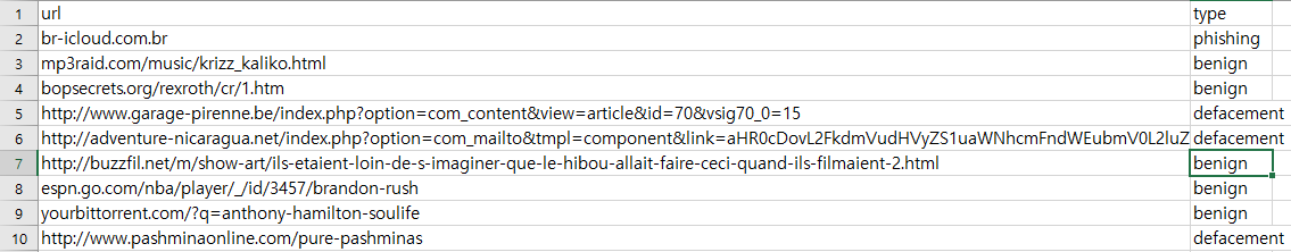 1 url type
2 br-icloud.com.br phishing
3 mp3raid.com/music/krizz_kaliko.html benign
4 bopsecrets.org/rexroth/cr/1.htm benign
5 http://www.garage-pirenne.be/index.php?option=com_content&view=article&id=70&vsig70_0=15 defacement
6 http://adventure-nicaragua.net/index.php?option=com_mailto&tmpl=component&link=aHR0cDovL2FkdmVudHVyZS1uaWNhcmFndWEubmV0L2luZ defacement
7 http://buzzfil.net/m/show-art/ils-etaient-loin-de-s-imaginer-que-le-hibou-allait-faire-ceci-quand-ils-filmaient-2.html benign
8 espn.go.com/nba/player/_/id/3457/brandon-rush benign
9 yourbittorrent.com/?q=anthony-hamilton-soulife benign
10 http://www.pashminaonline.com/pure-pashminas defacement